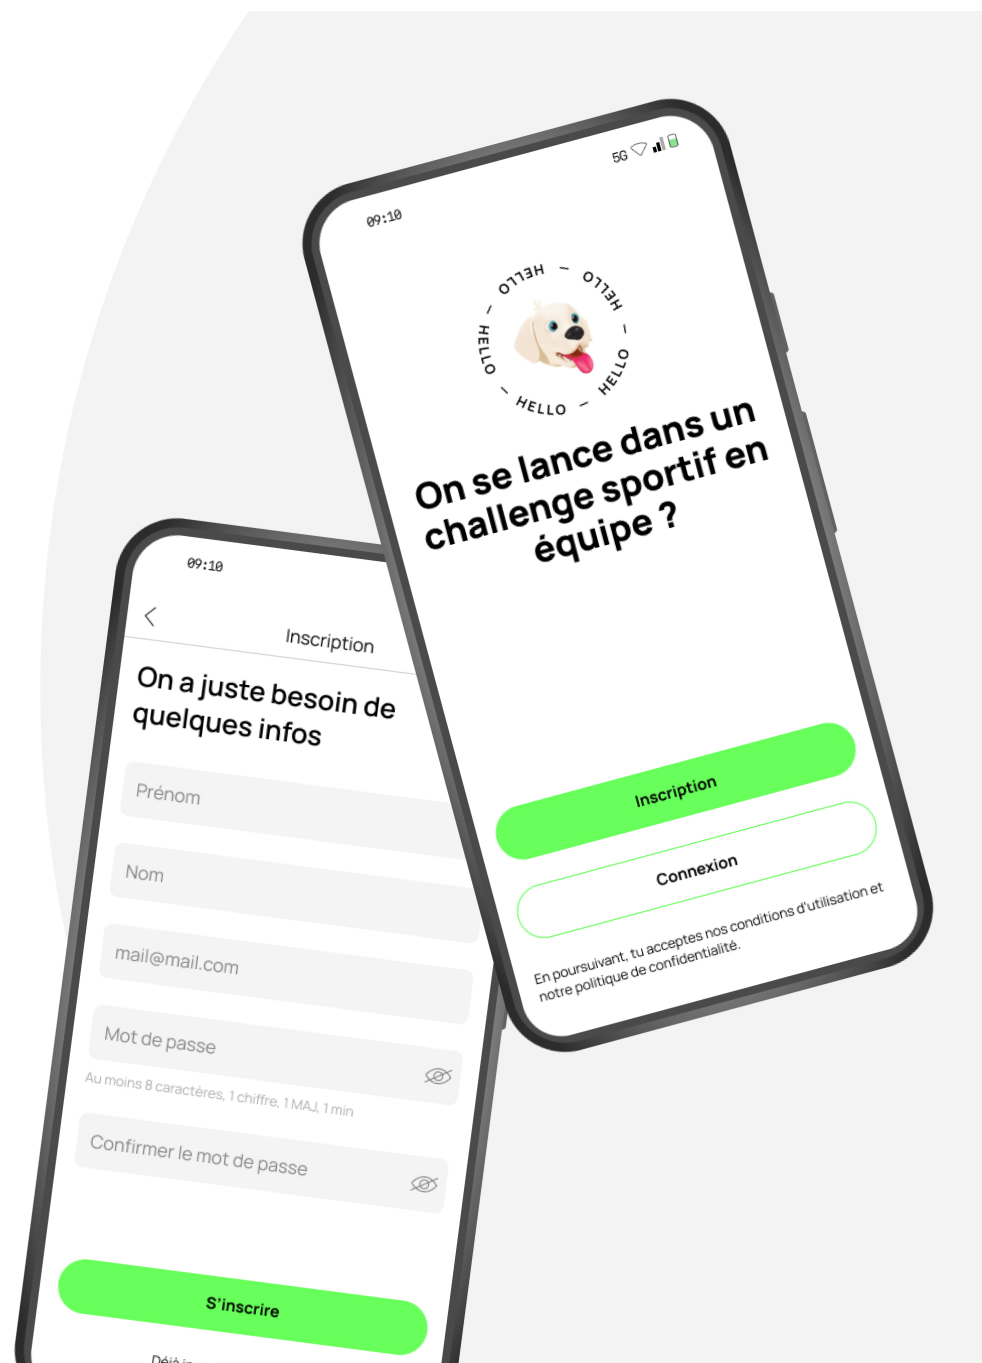 09:10
5G
HELLO — HELLO — HELLO — HELLO — HELLO — HELLO —
On se lance dans un
challenge sportif en
équipe ?
Inscription
Connexion
En poursuivant, tu acceptes nos conditions d'utilisation et
notre politique de confidentialité.
09:10
Inscription
On a juste besoin de
quelques infos
Prénom
Nom
mail@mail.com
Mot de passe
Au moins 8 caractères, 1 chiffre, 1 MAJ, 1 min
Confirmer le mot de passe
S'inscrire
Déjà